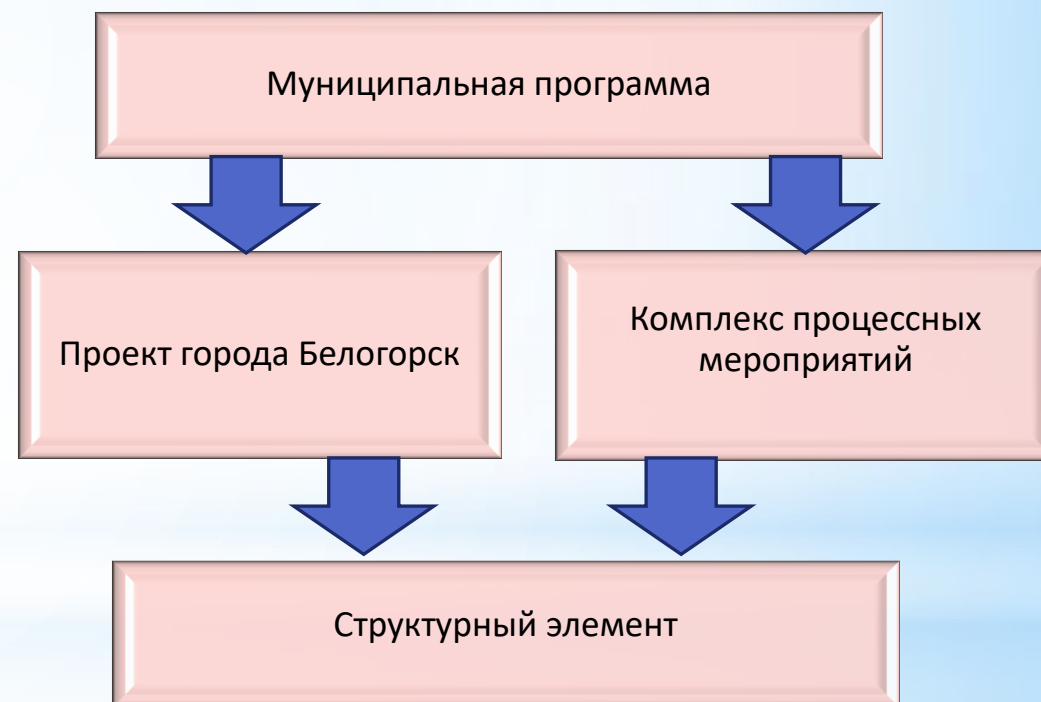 Муниципальная программа
Проект города Белогорск
Комплекс процессных
мероприятий
Структурный элемент